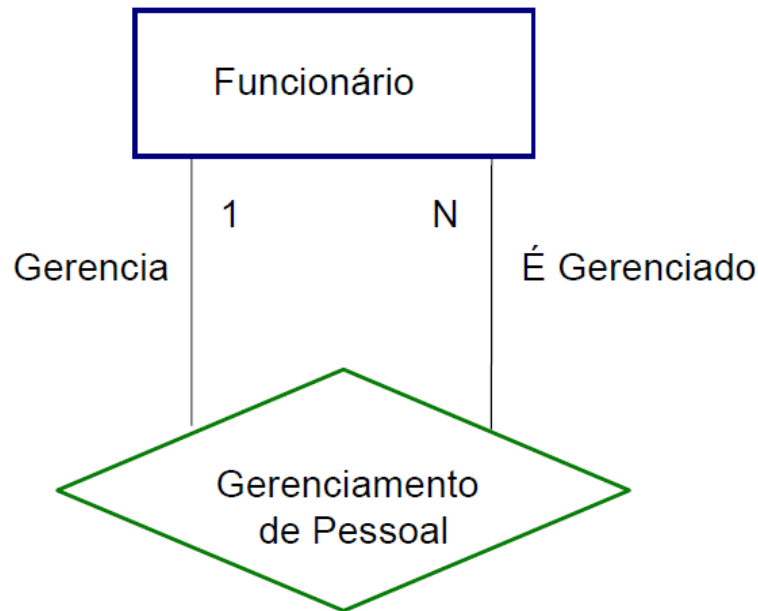 Funcionário
1
N
Gerencia
É Gerenciado
Gerenciamento
de Pessoal